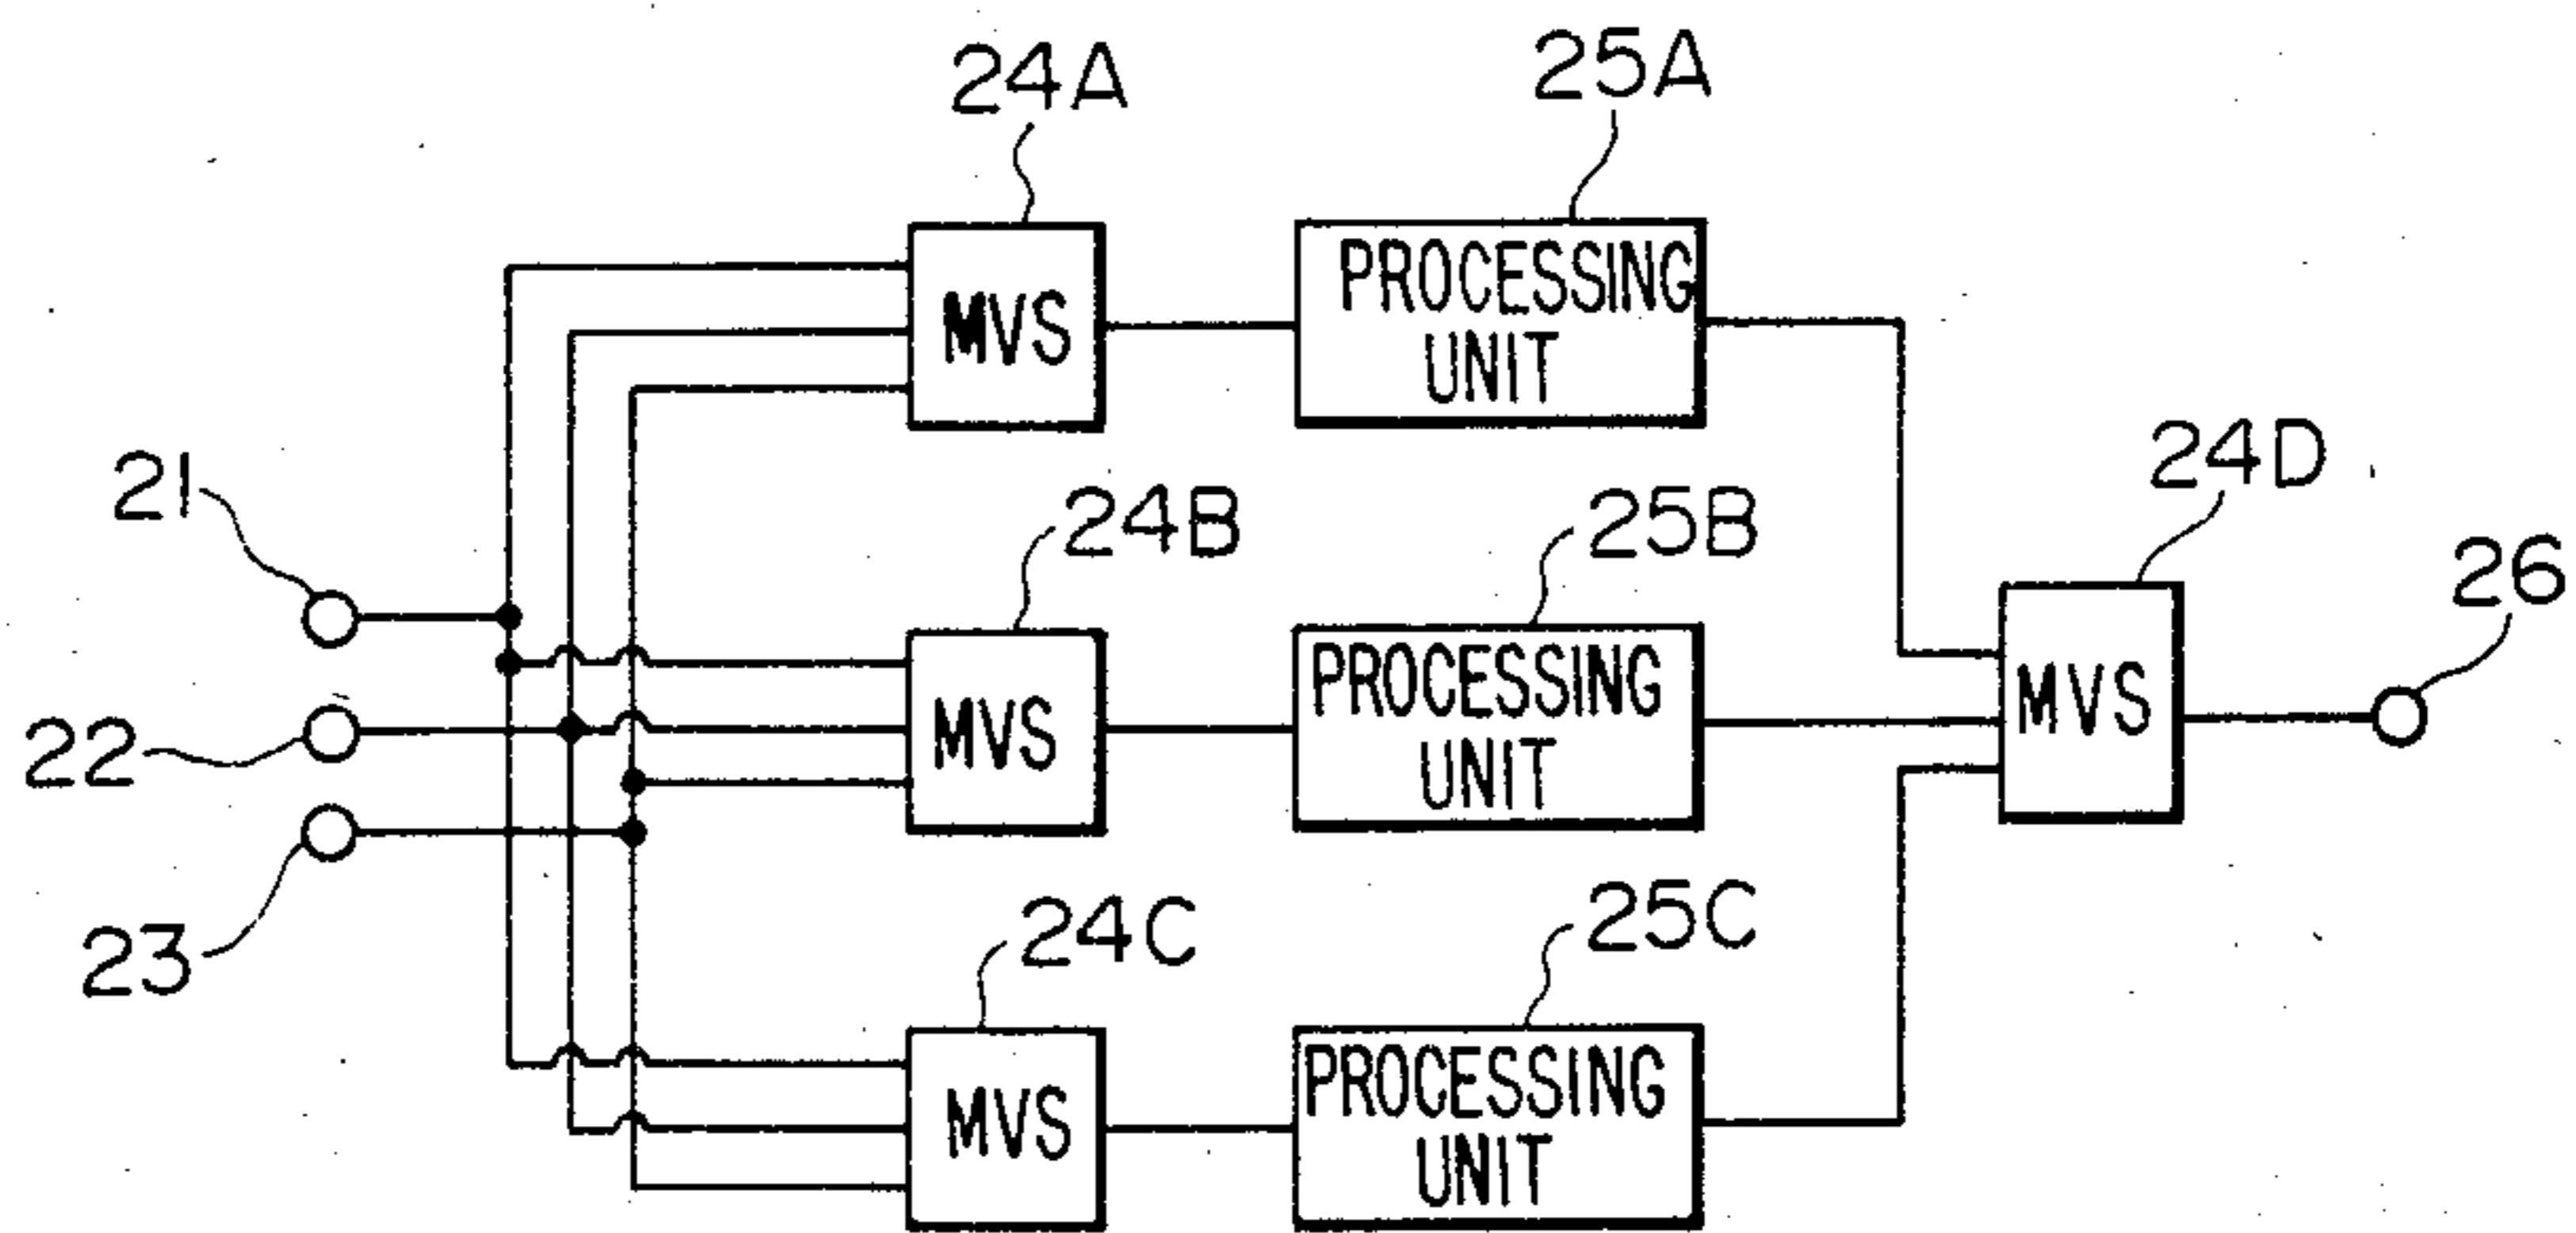 24A
25A
MVS
PROCESSING
UNIT
21
24B
25B
24D
26
22
MVS
PROCESSING
UNIT
MVS
23
24C
25C
MVS
PROCESSING
UNIT